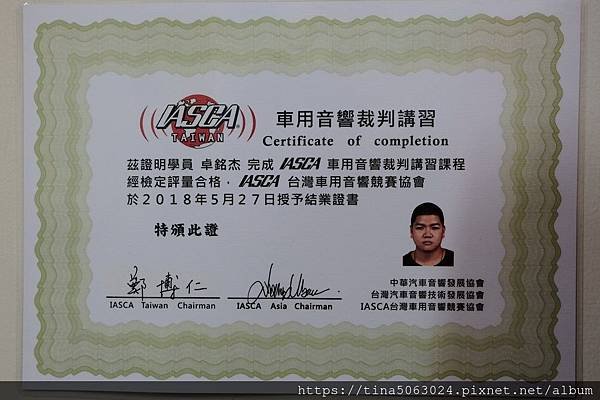 IASCA
TAIWAN
車用音響裁判講習
Certificate of completion
茲證明學員 卓銘杰 完成 IASCA 車用音響裁判講習課程
經檢定評量合格，IASCA 台灣車用音響競賽協會
於2018年5月27日授予結業證書
特頒此證
鄭博仁
IASCA Taiwan Chairman
IASCA Asia Chairman
中華汽車音響發展協會
台灣汽車音響技術發展協會
IASCA台灣車用音響競賽協會
https://tina5063024.pixnet.net/album